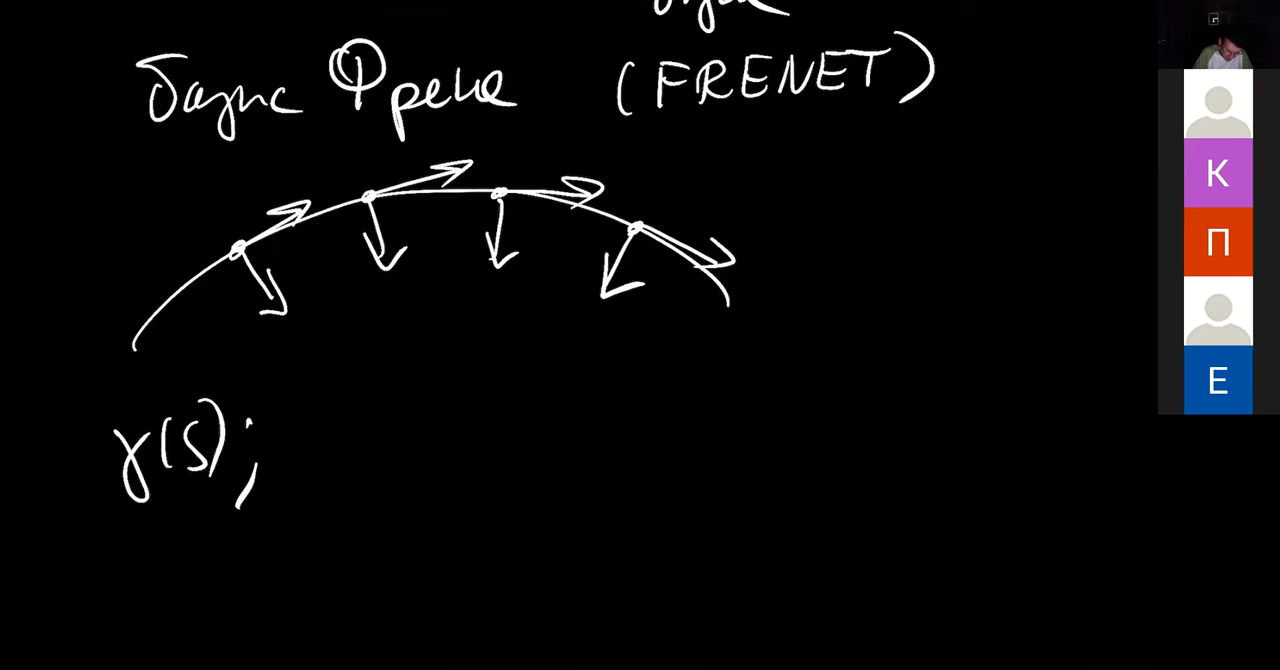 базис Френе (FRENET)
γ(s);
К
П
Е